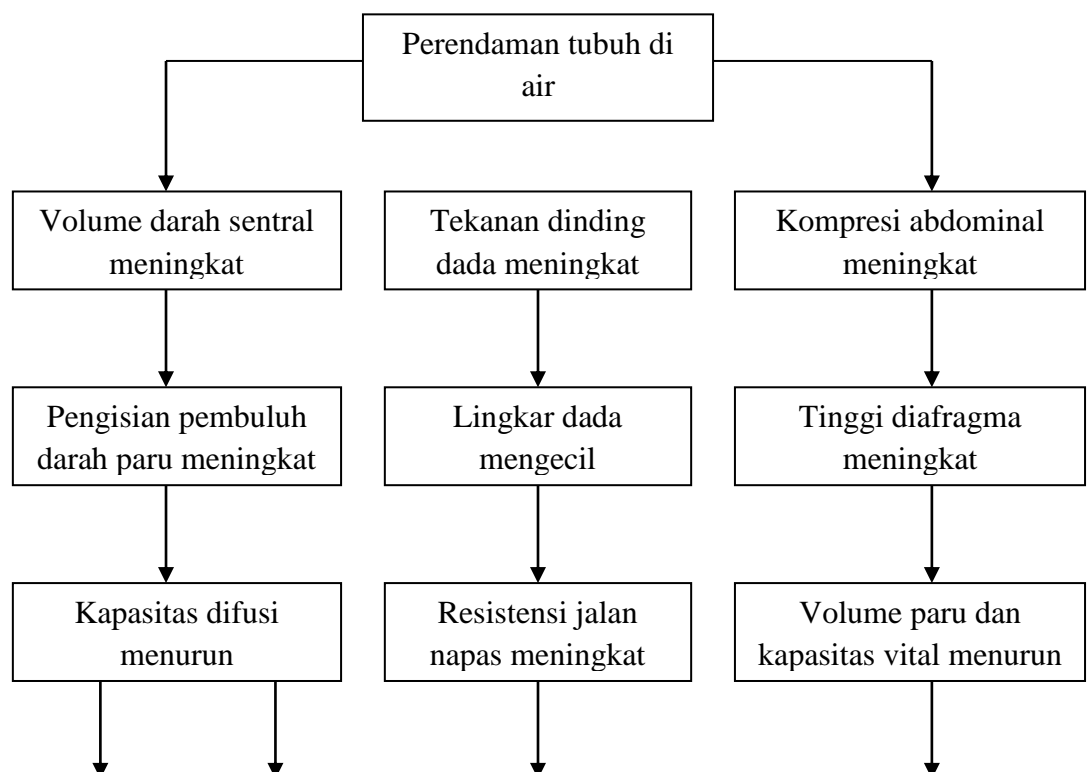 Perendaman tubuh di
air
Volume darah sentral
meningkat
Tekanan dinding
dada meningkat
Kompresi abdominal
meningkat
Pengisian pembuluh
darah paru meningkat
Lingkar dada
mengecil
Tinggi diafragma
meningkat
Kapasitas difusi
menurun
Resistensi jalan
napas meningkat
Volume paru dan
kapasitas vital menurun